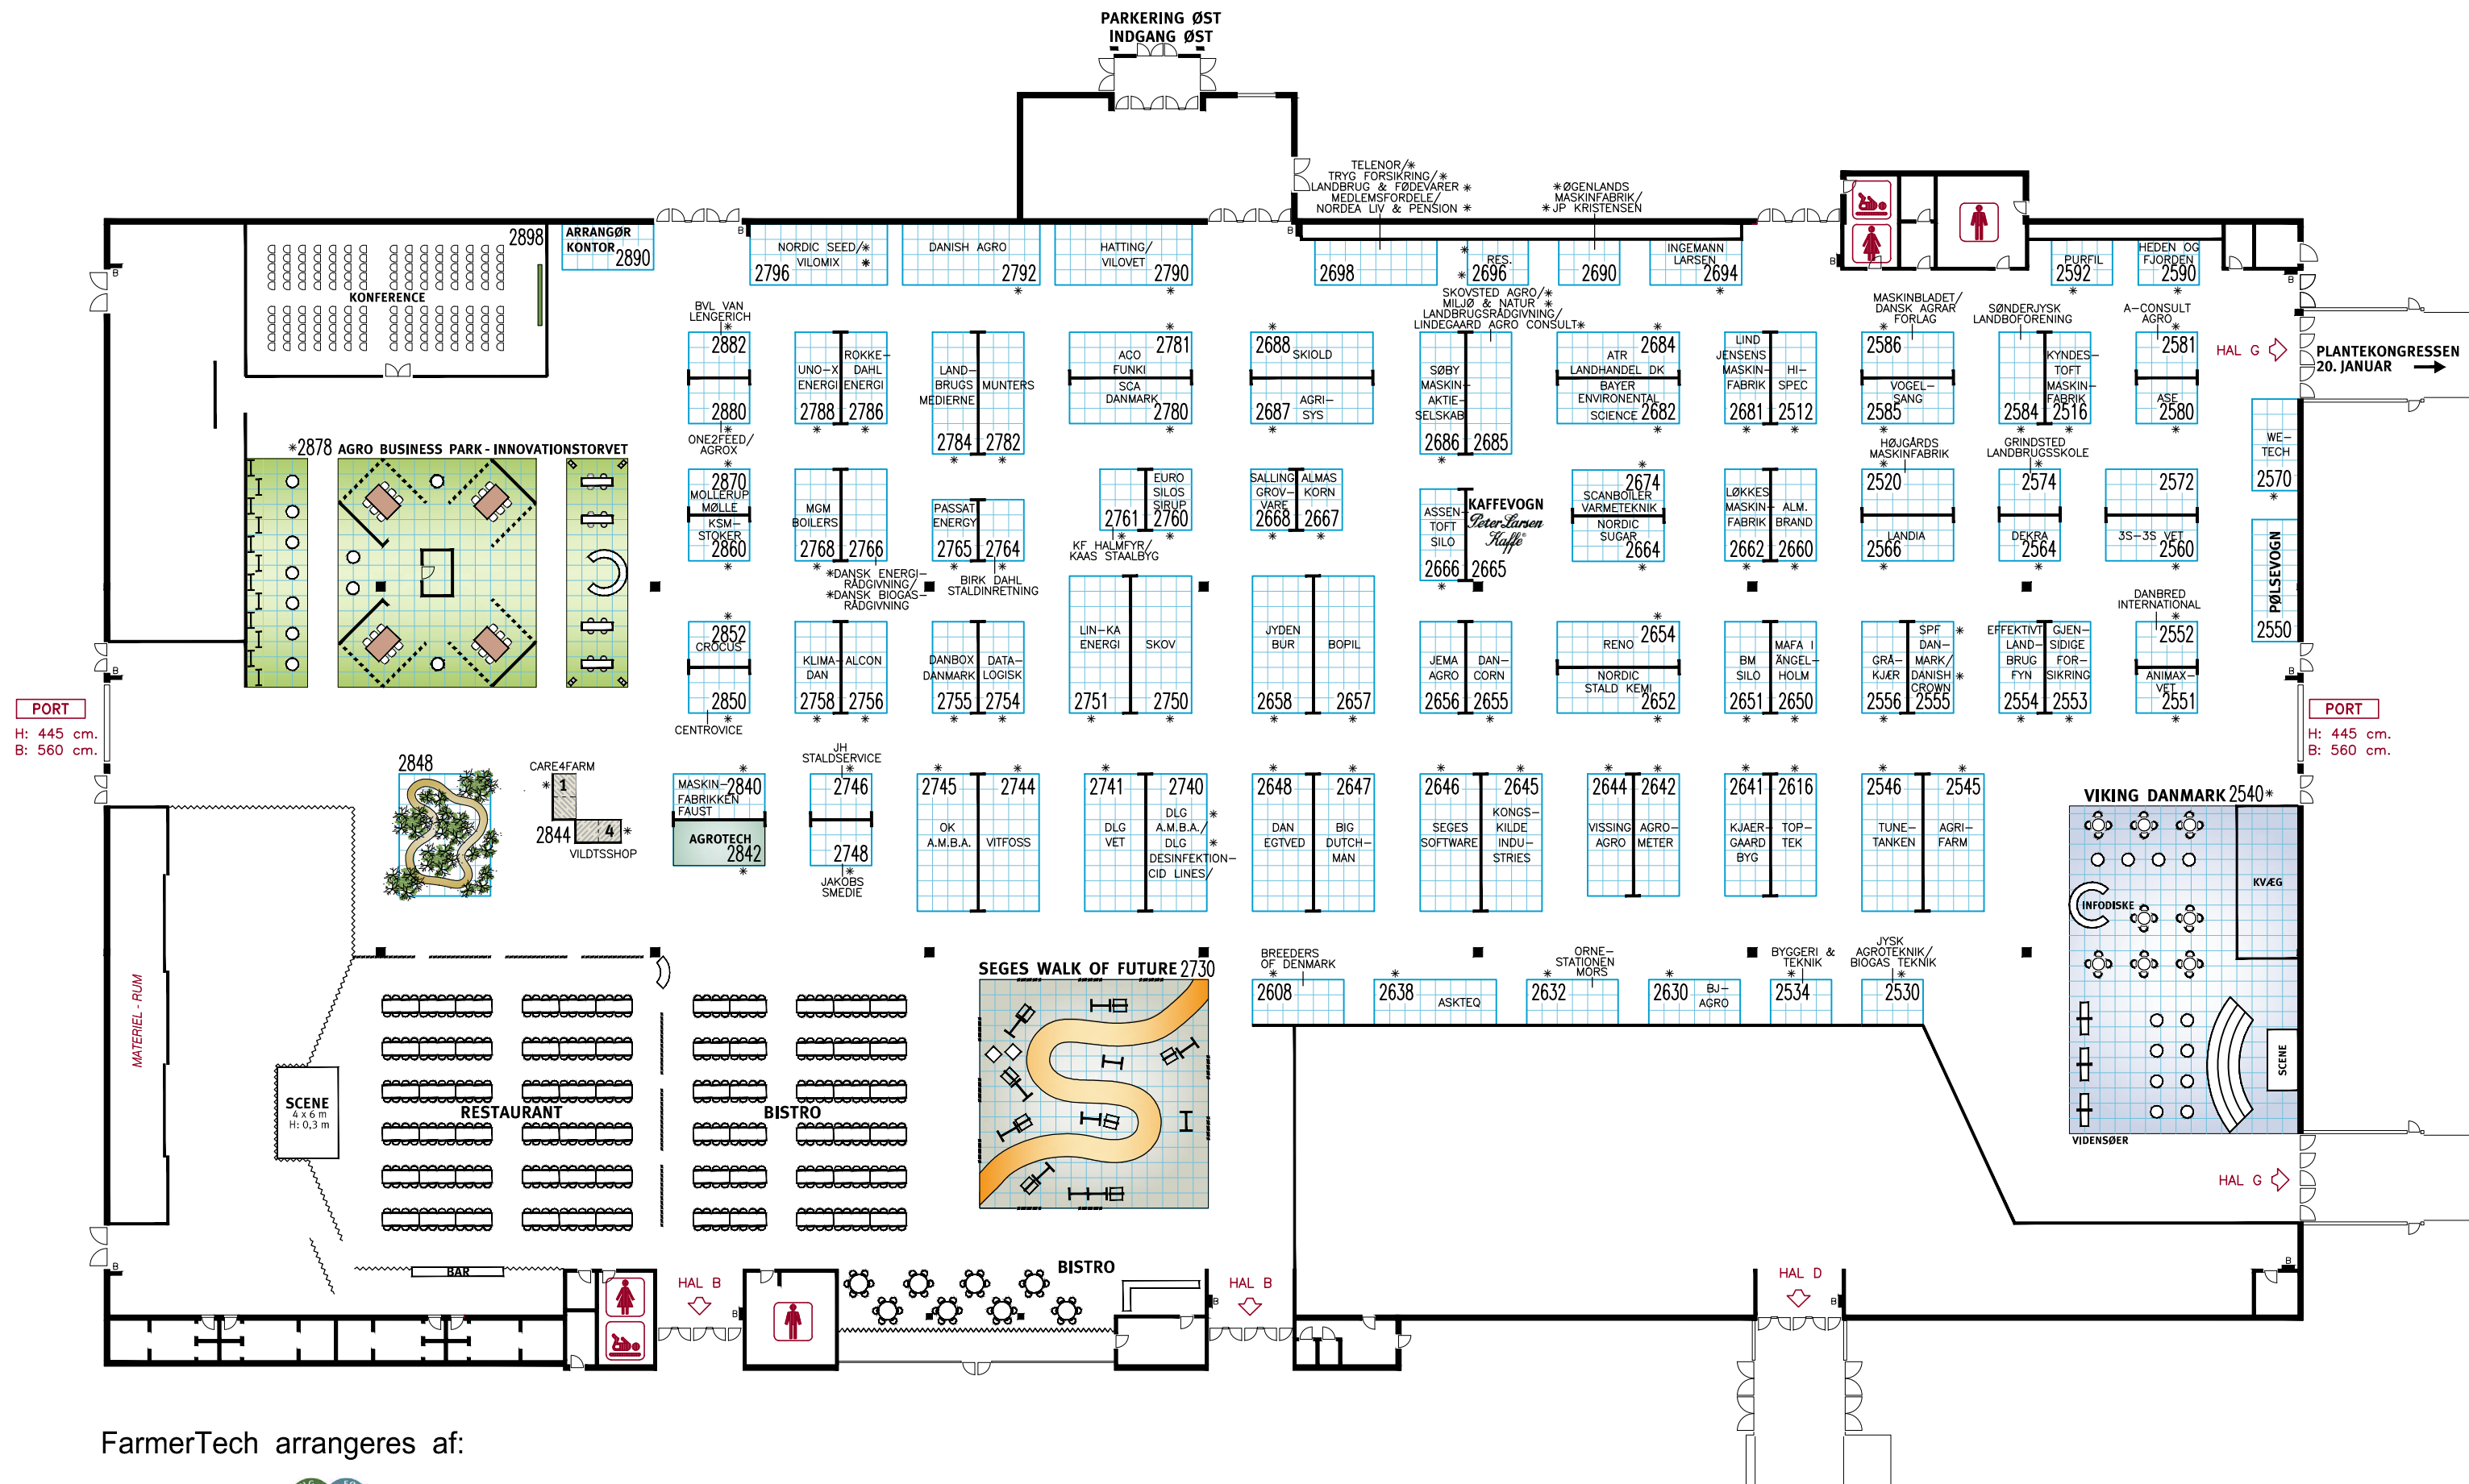 PARKERING ØST
INDGANG ØST
TELENOR/*
TRYG FORSIKRING/*
LANDBRUG & FØDEVARER *
MEDLEMSFORDELE/
NORDEA LIV & PENSION *
*ØGENLANDS
MASKINFABRIK/
*JP KRISTENSEN
2898
KONFERENCE
ARRANGØR
KONTOR
2890
B
NORDIC SEED/*
VILOMIX *
2796
DANISH AGRO
2792
*
HATTING/
VILOVET
2790
*
B
2698
*
RES.
* 2696
2690
INGEMANN
LARSEN
2694
*
B
PURFIL
2592
*
HEDEN OG
FJORDEN
2590
*
B
B
BVL VAN
LENGERICH
*
2882
2880
*
ONE2FEED/
AGROX
UNO-X
ENERGI
2788
*
ROKKE-
DAHL
ENERGI
2786
*
LAND-
BRUGS
MEDIERNE
2784
*
MUNTERS
2782
*
*
2781
ACO
FUNKI
SCA
DANMARK
2780
*
*
2688
SKIOLD
2687
AGRI-
SYS
*
SKOVSTED AGRO/*
MILJØ & NATUR *
LANDBRUGSRÅDGIVNING/
LINDEGAARD AGRO CONSULT*
SØBY
MASKIN-
AKTIE-
SELSKAB
2686
*
2685
*
2684
ATR
LANDHANDEL DK
BAYER
ENVIRONENTAL
SCIENCE 2682
*
LIND
JENSENS
MASKIN-
FABRIK
2681
*
HI-
SPEC
2512
*
MASKINBLADET/
DANSK AGRAR
FORLAG
*
2586
VOGEL-
SANG
2585
*
SØNDERJYSK
LANDBOFORENING
2584
*
KYNDES-
TOFT
MASKIN-
FABRIK
2516
*
A-CONSULT
AGRO
*
2581
ASE
2580
*
HAL G
PLANTEKONGRESSEN
20. JANUAR
WE-
TECH
2570
*
*2878 AGRO BUSINESS PARK - INNOVATIONSTORVET
*
2870
MOLLERUP
MØLLE
KSM-
STOKER
2860
*
MGM
BOILERS
2768
*
2766
*
*DANSK ENERGI-
RÅDGIVNING/
*DANSK BIOGAS-
RÅDGIVNING
PASSAT
ENERGY
2765
*
2764
*
BIRK DAHL
STALDINRETNING
2761
*
KF HALMFYR/
KAAS STAALBYG
EURO
SILOS
SIRUP
2760
*
SALLING
GROV-
VARE
2668
*
ALMAS
KORN
2667
*
ASSEN-
TOFT
SILO
2666
*
KAFFEVOGN
Peter Larsen
Kaffe
2665
*
2674
SCANBOILER
VARMETEKNIK
NORDIC
SUGAR
2664
*
LØKKES
MASKIN-
FABRIK
2662
*
ALM.
BRAND
2660
*
HØJGÅRDS
MASKINFABRIK
*
2520
LANDIA
2566
*
GRINDSTED
LANDBRUGSSKOLE
*
2574
DEKRA
2564
*
2572
3S-3S VET
2560
*
PØLSEVOGN
2550
B
B
*
2852
CROCUS
2850
*
CENTROVICE
KLIMA-
DAN
2758
*
ALCON
2756
*
DANBOX
DANMARK
2755
*
DATA-
LOGISK
2754
*
LIN-KA
ENERGI
2751
*
SKOV
2750
*
JYDEN
BUR
2658
*
BOPIL
2657
*
JEMA
AGRO
2656
*
DAN-
CORN
2655
*
*
2654
RENO
NORDIC
STALD KEMI
2652
*
BM
SILO
2651
*
MAFA I
ÄNGEL-
HOLM
2650
*
GRÅ-
KJÆR
2556
*
SPF *
DAN-
MARK/
DANISH *
CROWN
2555
EFFEKTIVT
LAND-
BRUG
FYN
2554
*
GJEN-
SIDIGE
FOR-
SIKRING
2553
*
DANBRED
INTERNATIONAL
*
2552
ANIMAX-
VET
2551
*
PORT
H: 445 cm.
B: 560 cm.
PORT
H: 445 cm.
B: 560 cm.
2848
CARE4FARM
* 1
2844
4 *
VILDTSSHOP
*
MASKIN-2840
FABRIKKEN
FAUST
AGROTECH
2842
*
JH
STALDSERVICE
*
2746
2748
*
JAKOBS
SMEDIE
*
2745
OK
A.M.B.A.
*
2744
VITFOSS
*
2741
DLG
VET
2740
DLG *
A.M.B.A./
DLG *
DESINFEKTION-
CID LINES/
*
2648
DAN
EGTVED
*
2647
BIG
DUTCH-
MAN
*
2646
SEGES
SOFTWARE
*
2645
KONGS-
KILDE
INDU-
STRIES
*
2644
VISSING
AGRO
*
2642
AGRO-
METER
*
2641
KJAER-
GAARD
BYG
*
2616
TOP-
TEK
*
2546
TUNE-
TANKEN
*
2545
AGRI-
FARM
VIKING DANMARK 2540*
KVÆG
INFODISKE
SCENE
VIDENSØER
MATERIEL - RUM
SEGES WALK OF FUTURE 2730
BREEDERS
OF DENMARK
*
2608
*
2638
ASKTEQ
ORNE-
STATIONEN
MORS
*
2632
*
2630
BJ-
AGRO
BYGGERI &
TEKNIK
*
2534
JYSK
AGROTEKNIK/
BIOGAS TEKNIK
*
2530
SCENE
4 x 6 m
H: 0,3 m
RESTAURANT
BISTRO
HAL G
B
BAR
HAL B
B
BISTRO
B
HAL B
HAL D
B
B
FarmerTech arrangeres af: